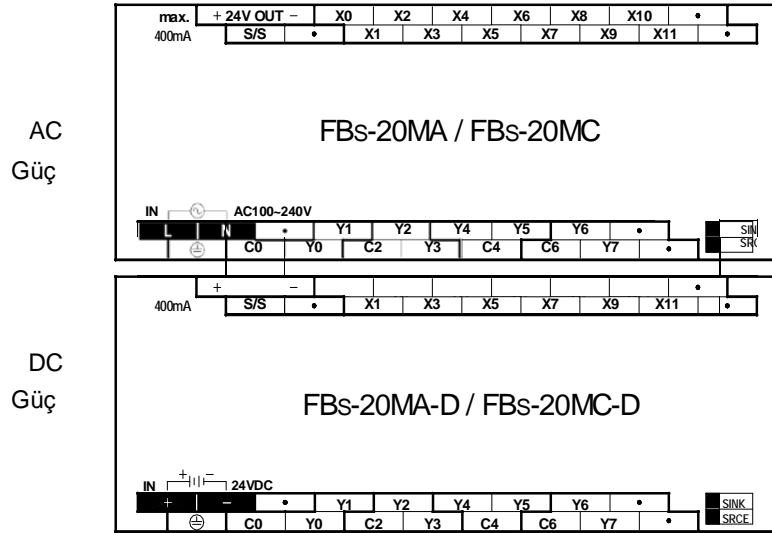 max. + 24V OUT − X0 X2 X4 X6 X8 X10 •
400mA S/S • X1 X3 X5 X7 X9 X11 •
AC
Güç
FBs-20MA / FBs-20MC
IN AC100~240V
L N • Y1 Y2 Y4 Y5 Y6 • SIN
C0 Y0 C2 Y3 C4 C6 Y7 • SRC
+ − •
400mA S/S • X1 X3 X5 X7 X9 X11 •
DC
Güç
FBs-20MA-D / FBs-20MC-D
+ −
IN 24VDC
+ − • Y1 Y2 Y4 Y5 Y6 • SINK
C0 Y0 C2 Y3 C4 C6 Y7 • SRCE